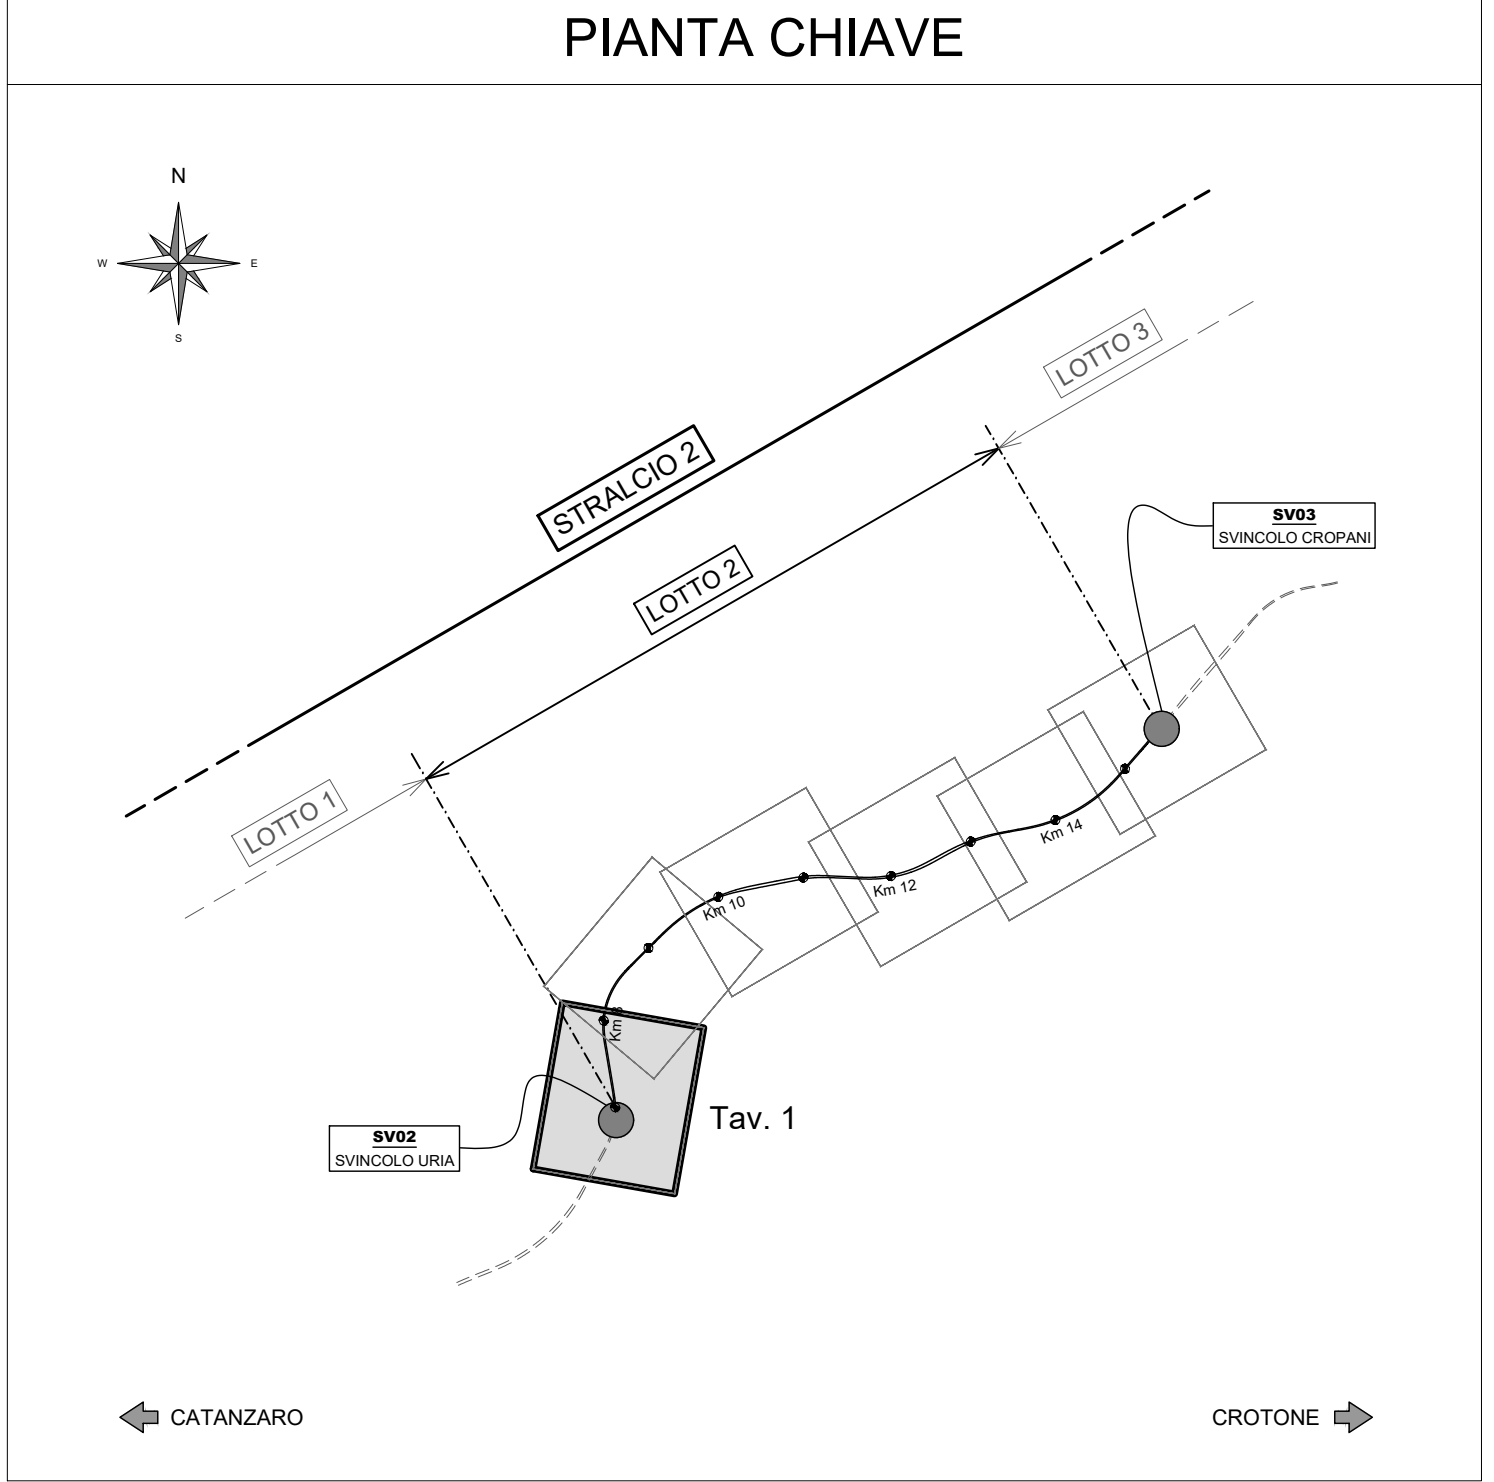 PIANTA CHIAVE
N
W
E
S
LOTTO 3
STRALCIO 2
SV03
SVINCOLO CROPANI
LOTTO 2
LOTTO 1
Km 14
Km 12
Km 10
Km 8
Tav. 1
SV02
SVINCOLO URIA
CATANZARO
CROTONE